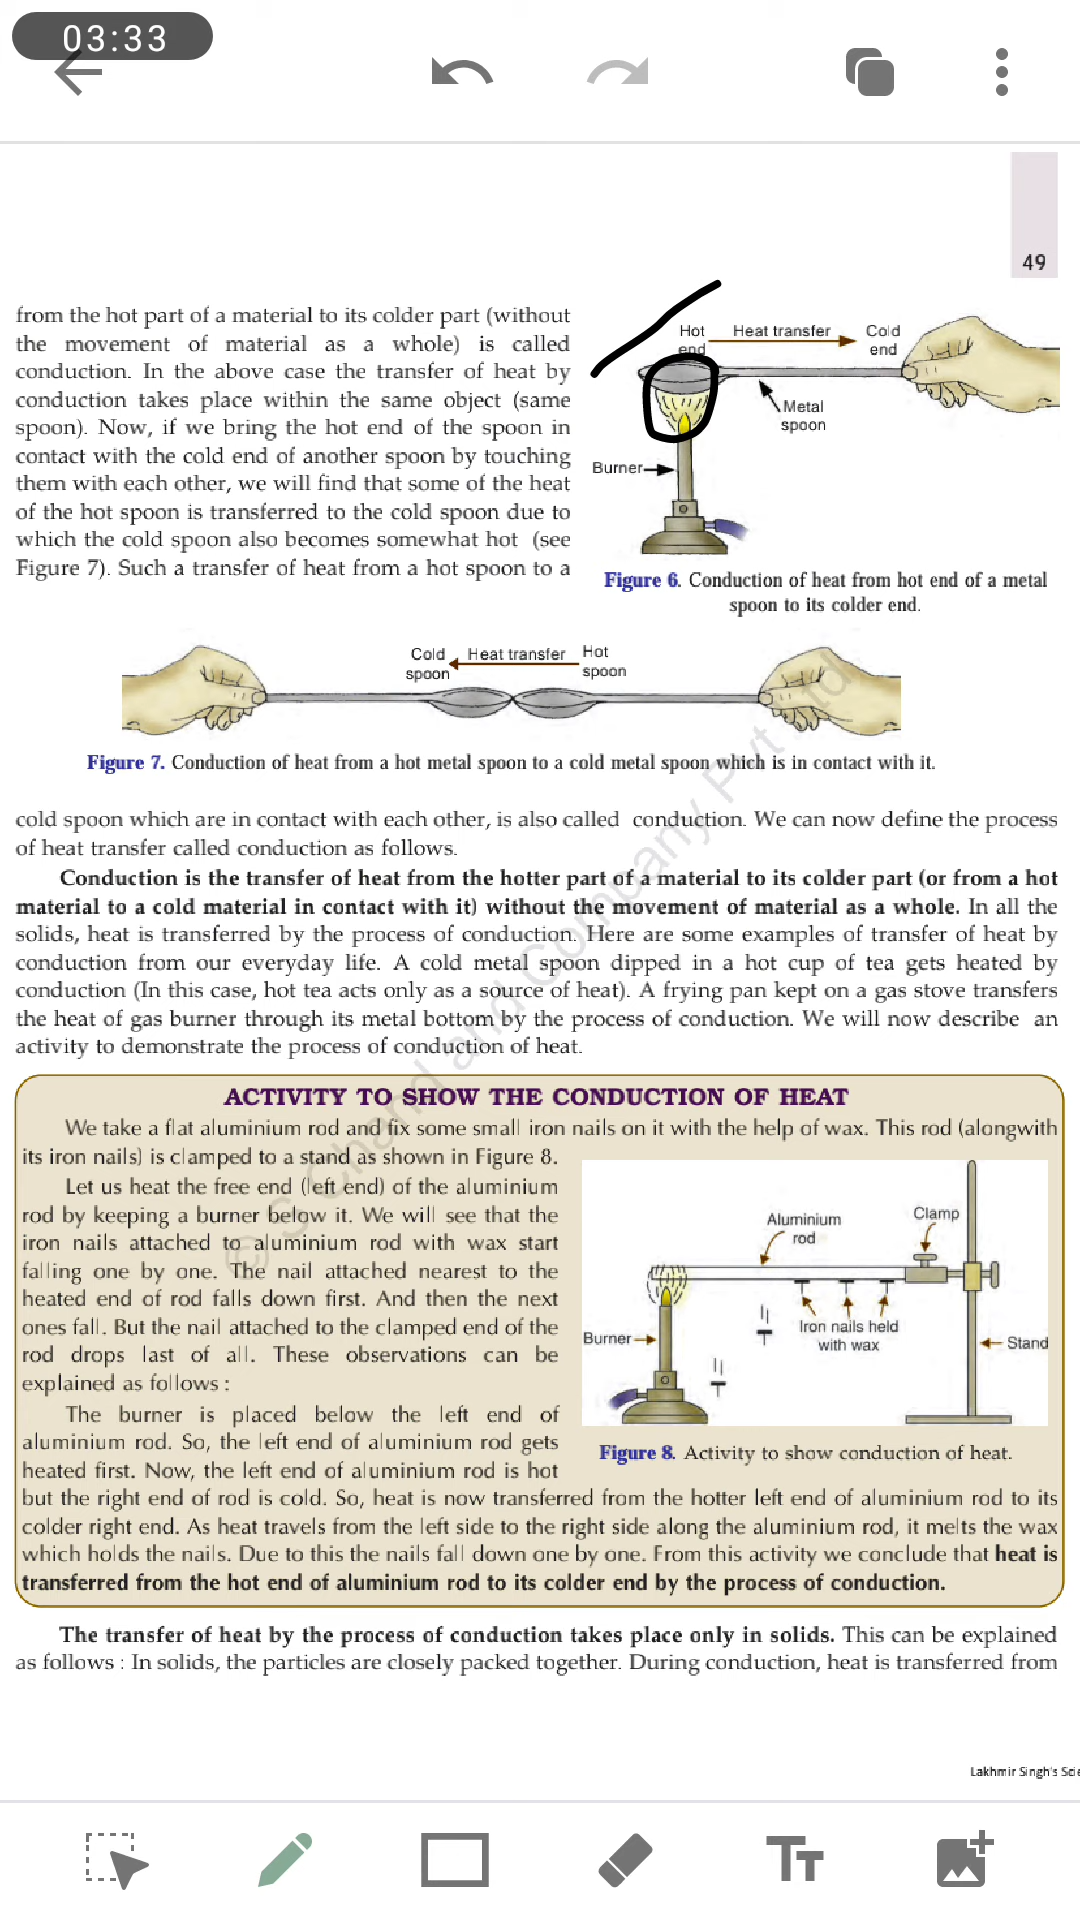 03:33
49
from the hot part of a material to its colder part (without
the movement of material as a whole) is called
conduction. In the above case the transfer of heat by
conduction takes place within the same object (same
spoon). Now, if we bring the hot end of the spoon in
contact with the cold end of another spoon by touching
them with each other, we will find that some of the heat
of the hot spoon is transferred to the cold spoon due to
which the cold spoon also becomes somewhat hot (see
Figure 7). Such a transfer of heat from a hot spoon to a
Hot
end
Heat transfer
Cold
end
Metal
spoon
Burner
Figure 6. Conduction of heat from hot end of a metal
spoon to its colder end.
Cold
spoon
Heat transfer
Hot
spoon
Figure 7. Conduction of heat from a hot metal spoon to a cold metal spoon which is in contact with it.
cold spoon which are in contact with each other, is also called conduction. We can now define the process
of heat transfer called conduction as follows.
Conduction is the transfer of heat from the hotter part of a material to its colder part (or from a hot
material to a cold material in contact with it) without the movement of material as a whole. In all the
solids, heat is transferred by the process of conduction. Here are some examples of transfer of heat by
conduction from our everyday life. A cold metal spoon dipped in a hot cup of tea gets heated by
conduction (In this case, hot tea acts only as a source of heat). A frying pan kept on a gas stove transfers
the heat of gas burner through its metal bottom by the process of conduction. We will now describe an
activity to demonstrate the process of conduction of heat.
ACTIVITY TO SHOW THE CONDUCTION OF HEAT
We take a flat aluminium rod and fix some small iron nails on it with the help of wax. This rod (alongwith
its iron nails) is clamped to a stand as shown in Figure 8.
Let us heat the free end (left end) of the aluminium
rod by keeping a burner below it. We will see that the
iron nails attached to aluminium rod with wax start
falling one by one. The nail attached nearest to the
heated end of rod falls down first. And then the next
ones fall. But the nail attached to the clamped end of the
rod drops last of all. These observations can be
explained as follows :
The burner is placed below the left end of
aluminium rod. So, the left end of aluminium rod gets
heated first. Now, the left end of aluminium rod is hot
Aluminium
rod
Clamp
Burner
Iron nails held
with wax
Stand
Figure 8. Activity to show conduction of heat.
but the right end of rod is cold. So, heat is now transferred from the hotter left end of aluminium rod to its
colder right end. As heat travels from the left side to the right side along the aluminium rod, it melts the wax
which holds the nails. Due to this the nails fall down one by one. From this activity we conclude that heat is
transferred from the hot end of aluminium rod to its colder end by the process of conduction.
The transfer of heat by the process of conduction takes place only in solids. This can be explained
as follows : In solids, the particles are closely packed together. During conduction, heat is transferred from
© S Chand and Company Pvt Ltd
Lakhmir Singh's Scie
TT